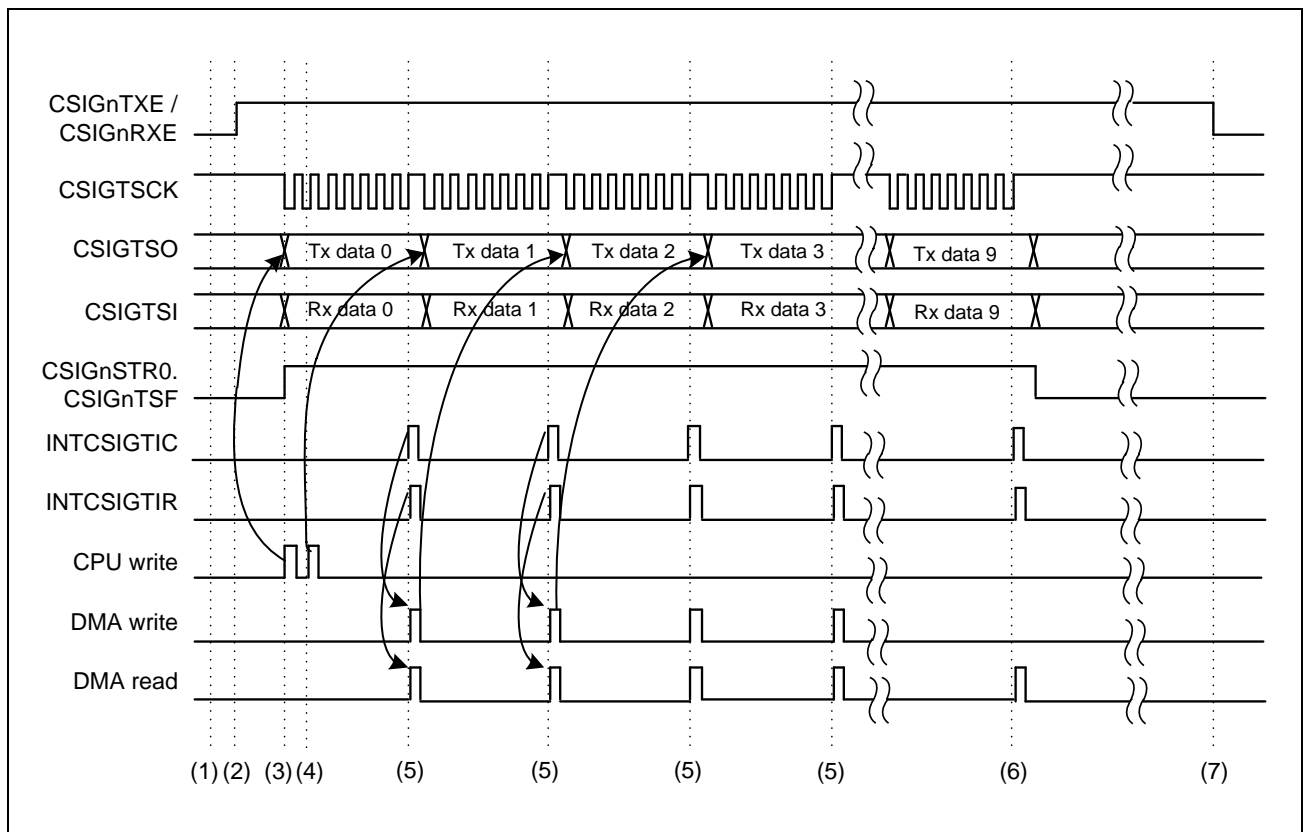 CSIGnTXE /
CSIGnRXE
CSIGTSCK
CSIGTSO
Tx data 0 Tx data 1 Tx data 2 Tx data 3 Tx data 9
CSIGTSI
Rx data 0 Rx data 1 Rx data 2 Rx data 3 Rx data 9
CSIGnSTR0.
CSIGnTSF
INTCSIGTIC
INTCSIGTIR
CPU write
DMA write
DMA read
(1) (2) (3) (4) (5) (5) (5) (5) (6) (7)